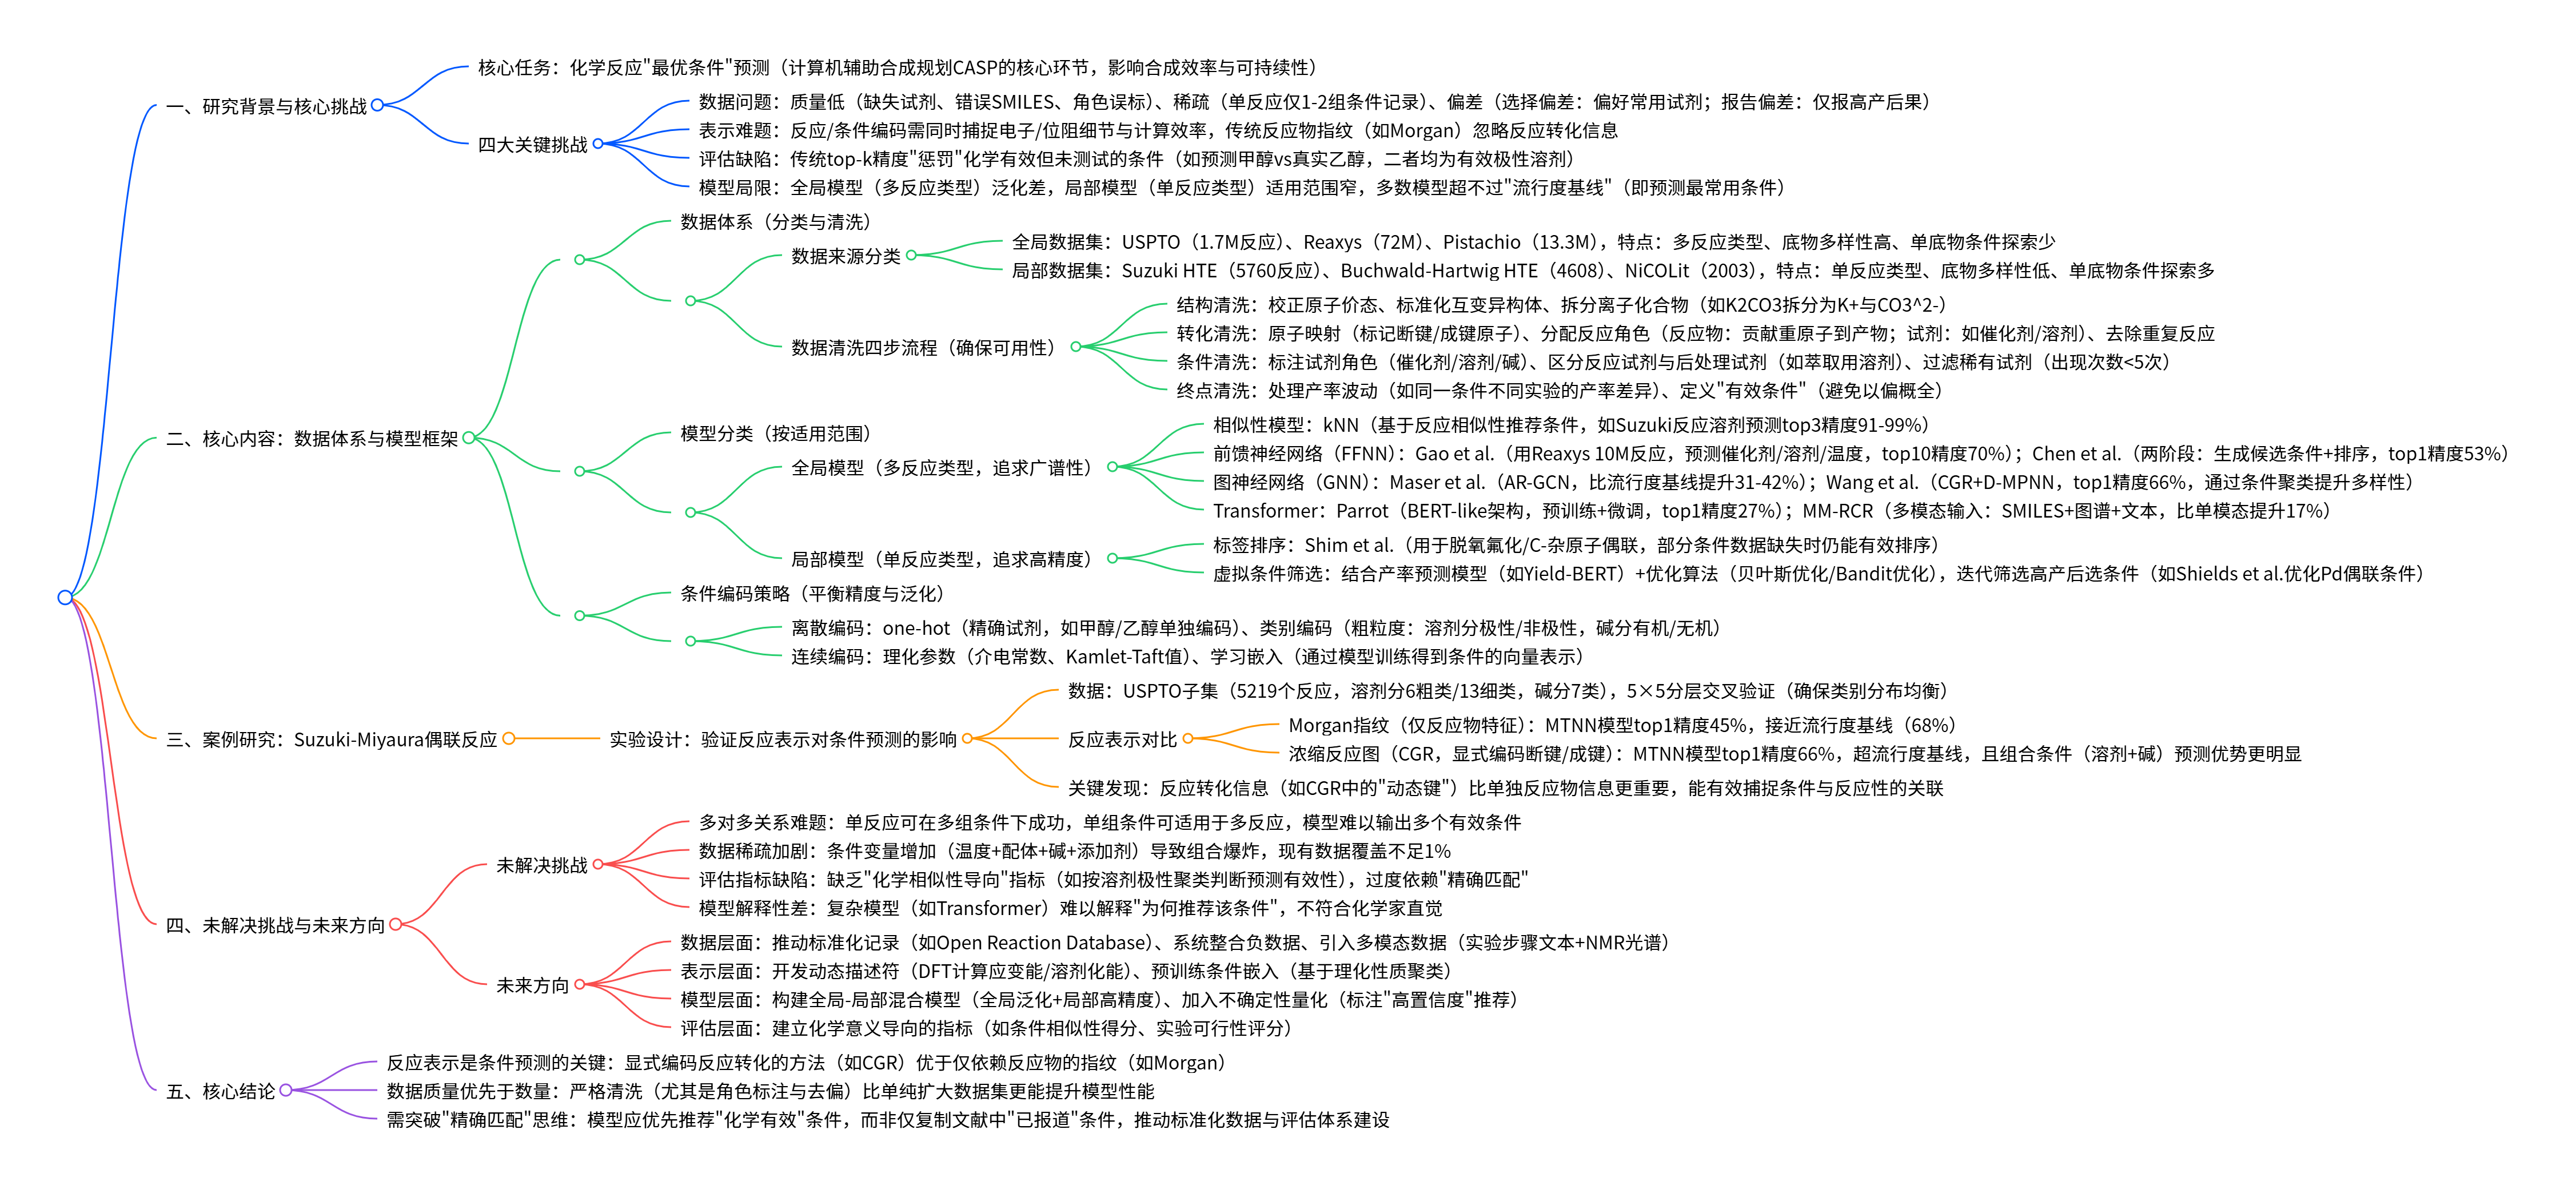 核心任务：化学反应"最优条件"预测（计算机辅助合成规划CASP的核心环节，影响合成效率与可持续性）
一、研究背景与核心挑战
四大关键挑战
数据问题：质量低（缺失试剂、错误SMILES、角色误标）、稀疏（单反应仅1-2组条件记录）、偏差（选择偏差：偏好常用试剂；报告偏差：仅报高产后果）
表示难题：反应/条件编码需同时捕捉电子/位阻细节与计算效率，传统反应物指纹（如Morgan）忽略反应转化信息
评估缺陷：传统top-k精度"惩罚"化学有效但未测试的条件（如预测甲醇vs真实乙醇，二者均为有效极性溶剂）
模型局限：全局模型（多反应类型）泛化差，局部模型（单反应类型）适用范围窄，多数模型超不过"流行度基线"（即预测最常用条件）
二、核心内容：数据体系与模型框架
数据体系（分类与清洗）
数据来源分类
全局数据集：USPTO（1.7M反应）、Reaxys（72M）、Pistachio（13.3M），特点：多反应类型、底物多样性高、单底物条件探索少
局部数据集：Suzuki HTE（5760反应）、Buchwald-Hartwig HTE（4608）、NiCOLit（2003），特点：单反应类型、底物多样性低、单底物条件探索多
数据清洗四步流程（确保可用性）
结构清洗：校正原子价态、标准化互变异构体、拆分离子化合物（如K2CO3拆分为K+与CO3^2-）
转化清洗：原子映射（标记断键/成键原子）、分配反应角色（反应物：贡献重原子到产物；试剂：如催化剂/溶剂）、去除重复反应
条件清洗：标注试剂角色（催化剂/溶剂/碱）、区分反应试剂与后处理试剂（如萃取用溶剂）、过滤稀有试剂（出现次数<5次）
终点清洗：处理产率波动（如同一条件不同实验的产率差异）、定义"有效条件"（避免以偏概全）
模型分类（按适用范围）
全局模型（多反应类型，追求广谱性）
相似性模型：kNN（基于反应相似性推荐条件，如Suzuki反应溶剂预测top3精度91-99%）
前馈神经网络（FFNN）：Gao et al.（用Reaxys 10M反应，预测催化剂/溶剂/温度，top10精度70%）；Chen et al.（两阶段：生成候选条件+排序，top1精度53%）
图神经网络（GNN）：Maser et al.（AR-GCN，比流行度基线提升31-42%）；Wang et al.（CGR+D-MPNN，top1精度66%，通过条件聚类提升多样性）
Transformer：Parrot（BERT-like架构，预训练+微调，top1精度27%）；MM-RCR（多模态输入：SMILES+图谱+文本，比单模态提升17%）
局部模型（单反应类型，追求高精度）
标签排序：Shim et al.（用于脱氧氟化/C-杂原子偶联，部分条件数据缺失时仍能有效排序）
虚拟条件筛选：结合产率预测模型（如Yield-BERT）+优化算法（贝叶斯优化/Bandit优化），迭代筛选高产后选条件（如Shields et al.优化Pd偶联条件）
条件编码策略（平衡精度与泛化）
离散编码：one-hot（精确试剂，如甲醇/乙醇单独编码）、类别编码（粗粒度：溶剂分极性/非极性，碱分有机/无机）
连续编码：理化参数（介电常数、Kamlet-Taft值）、学习嵌入（通过模型训练得到条件的向量表示）
三、案例研究：Suzuki-Miyaura偶联反应
实验设计：验证反应表示对条件预测的影响
数据：USPTO子集（5219个反应，溶剂分6粗类/13细类，碱分7类），5×5分层交叉验证（确保类别分布均衡）
反应表示对比
Morgan指纹（仅反应物特征）：MTNN模型top1精度45%，接近流行度基线（68%）
浓缩反应图（CGR，显式编码断键/成键）：MTNN模型top1精度66%，超流行度基线，且组合条件（溶剂+碱）预测优势更明显
关键发现：反应转化信息（如CGR中的"动态键"）比单独反应物信息更重要，能有效捕捉条件与反应性的关联
四、未解决挑战与未来方向
未解决挑战
多对多关系难题：单反应可在多组条件下成功，单组条件可适用于多反应，模型难以输出多个有效条件
数据稀疏加剧：条件变量增加（温度+配体+碱+添加剂）导致组合爆炸，现有数据覆盖不足1%
评估指标缺陷：缺乏"化学相似性导向"指标（如按溶剂极性聚类判断预测有效性），过度依赖"精确匹配"
模型解释性差：复杂模型（如Transformer）难以解释"为何推荐该条件"，不符合化学家直觉
未来方向
数据层面：推动标准化记录（如Open Reaction Database）、系统整合负数据、引入多模态数据（实验步骤文本+NMR光谱）
表示层面：开发动态描述符（DFT计算应变能/溶剂化能）、预训练条件嵌入（基于理化性质聚类）
模型层面：构建全局-局部混合模型（全局泛化+局部高精度）、加入不确定性量化（标注"高置信度"推荐）
评估层面：建立化学意义导向的指标（如条件相似性得分、实验可行性评分）
五、核心结论
反应表示是条件预测的关键：显式编码反应转化的方法（如CGR）优于仅依赖反应物的指纹（如Morgan）
数据质量优先于数量：严格清洗（尤其是角色标注与去偏）比单纯扩大数据集更能提升模型性能
需突破"精确匹配"思维：模型应优先推荐"化学有效"条件，而非仅复制文献中"已报道"条件，推动标准化数据与评估体系建设